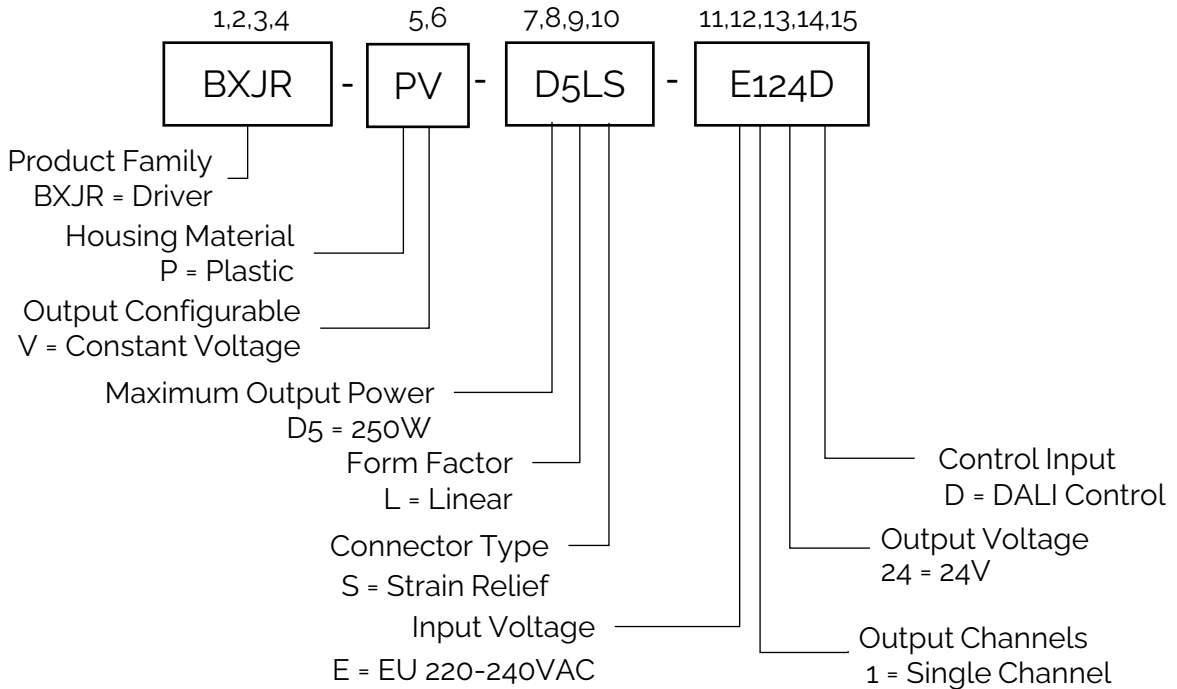 1,2,3,4 5,6 7,8,9,10 11,12,13,14,15
BXJR - PV - D5LS - E124D
Product Family
BXJR = Driver
Housing Material
P = Plastic
Output Configurable
V = Constant Voltage
Maximum Output Power
D5 = 250W
Form Factor
L = Linear
Connector Type
S = Strain Relief
Input Voltage
E = EU 220-240VAC
Control Input
D = DALI Control
Output Voltage
24 = 24V
Output Channels
1 = Single Channel